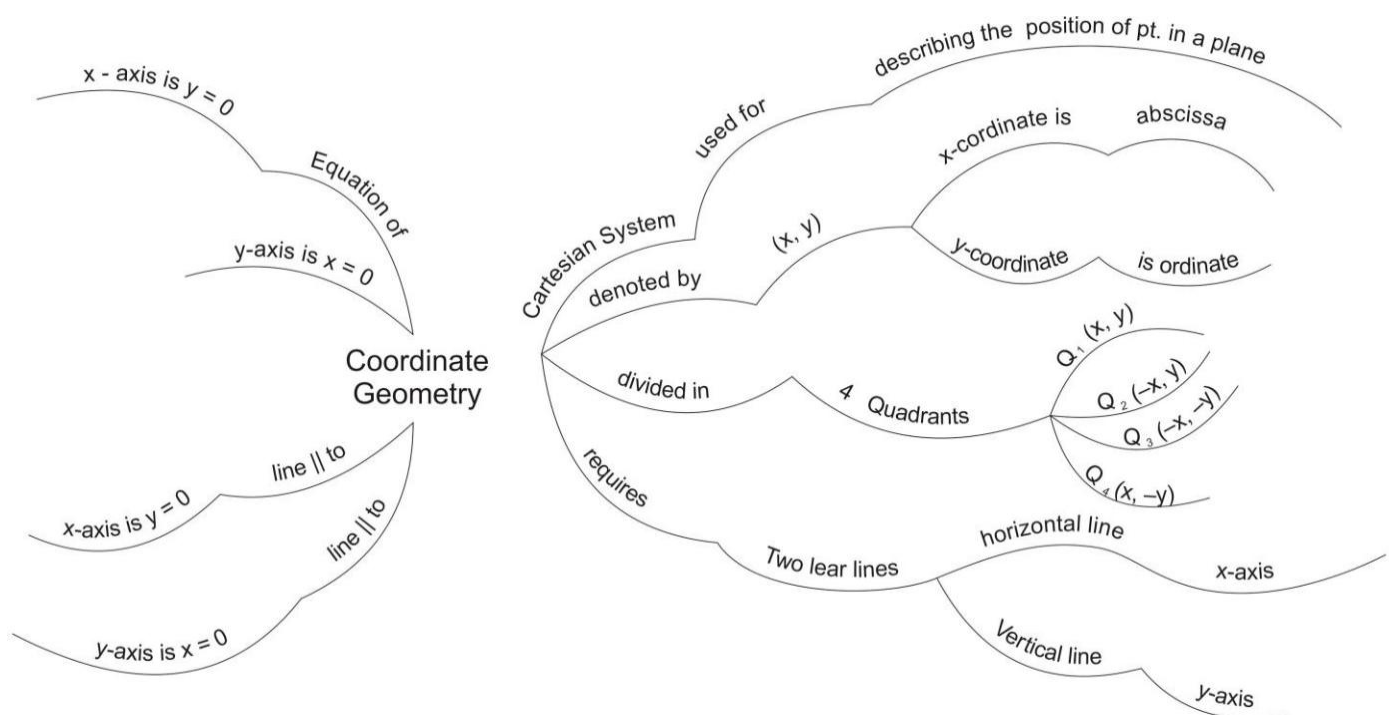 x - axis is y = 0
Equation of
y-axis is x = 0
Coordinate
Geometry
line || to
x-axis is y = 0
line || to
y-axis is x = 0
Cartesian System
used for
describing the position of pt. in a plane
denoted by
(x, y)
x-cordinate is
abscissa
y-coordinate
is ordinate
divided in
4 Quadrants
Q₁ (x, y)
Q₂ (–x, y)
Q₃ (–x, –y)
Q₄ (x, –y)
requires
Two lear lines
horizontal line
x-axis
Vertical line
y-axis